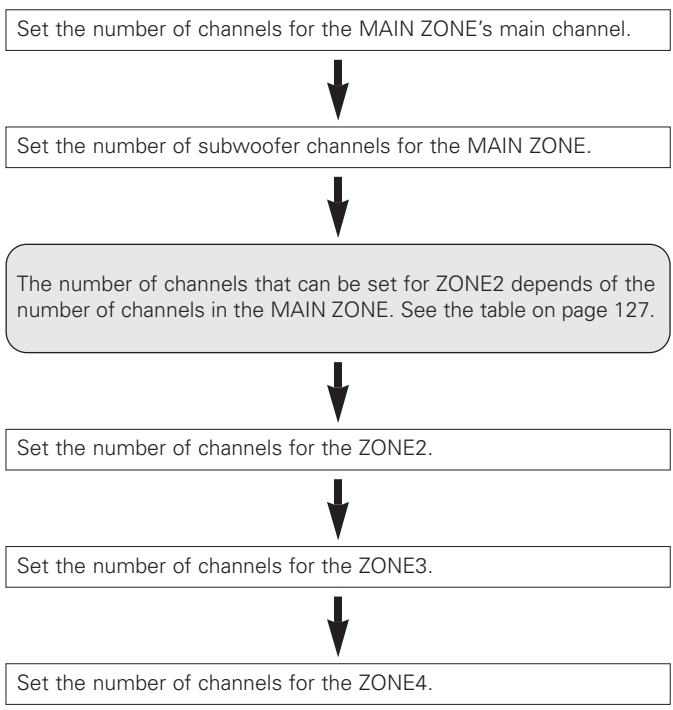 Set the number of channels for the MAIN ZONE's main channel.
Set the number of subwoofer channels for the MAIN ZONE.
The number of channels that can be set for ZONE2 depends of the
number of channels in the MAIN ZONE. See the table on page 127.
Set the number of channels for the ZONE2.
Set the number of channels for the ZONE3.
Set the number of channels for the ZONE4.